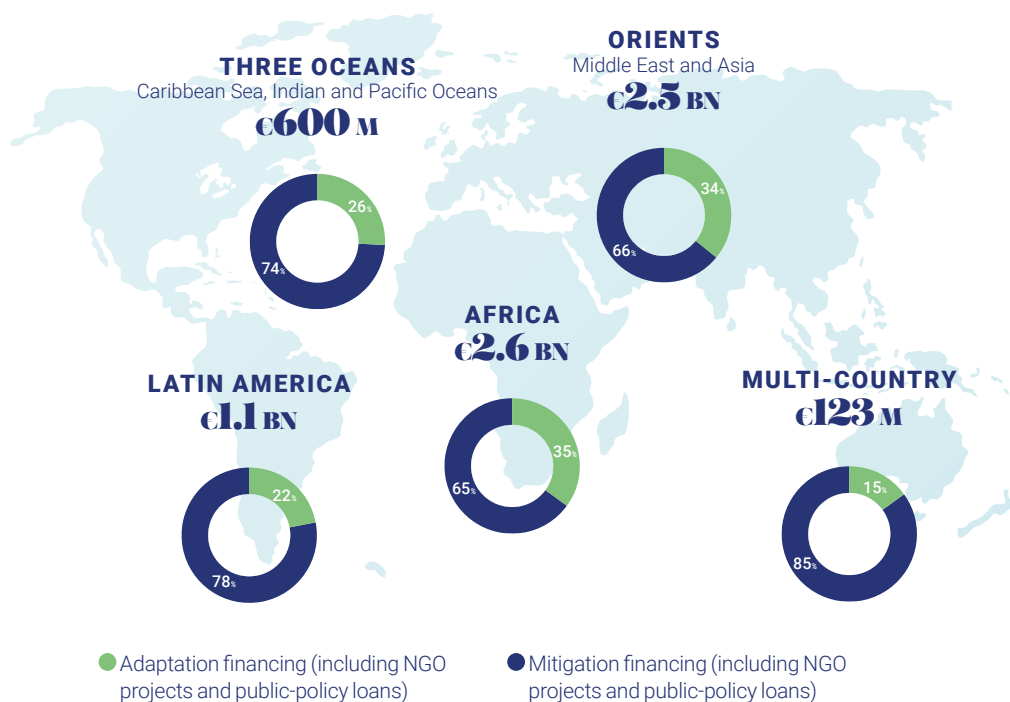 THREE OCEANS
Caribbean Sea, Indian and Pacific Oceans
€600 M
26%
74%
ORIENTS
Middle East and Asia
€2.5 BN
34%
66%
AFRICA
€2.6 BN
35%
65%
LATIN AMERICA
€1.1 BN
22%
78%
MULTI-COUNTRY
€123 M
15%
85%
Adaptation financing (including NGO
projects and public-policy loans)
Mitigation financing (including NGO
projects and public-policy loans)